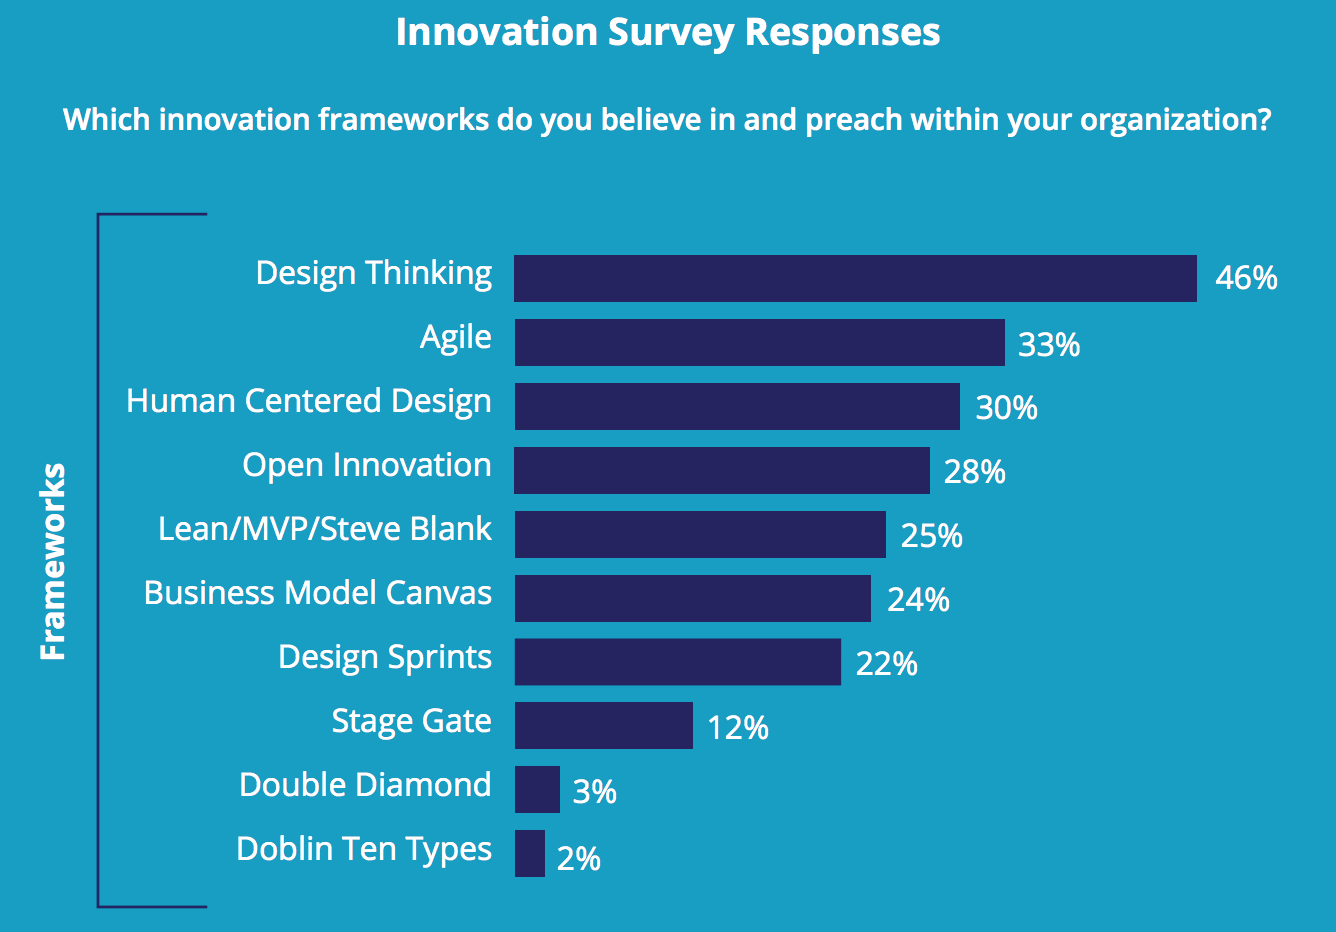 Innovation Survey Responses
Which innovation frameworks do you believe in and preach within your organization?
Frameworks
Design Thinking 46%
Agile 33%
Human Centered Design 30%
Open Innovation 28%
Lean/MVP/Steve Blank 25%
Business Model Canvas 24%
Design Sprints 22%
Stage Gate 12%
Double Diamond 3%
Doblin Ten Types 2%